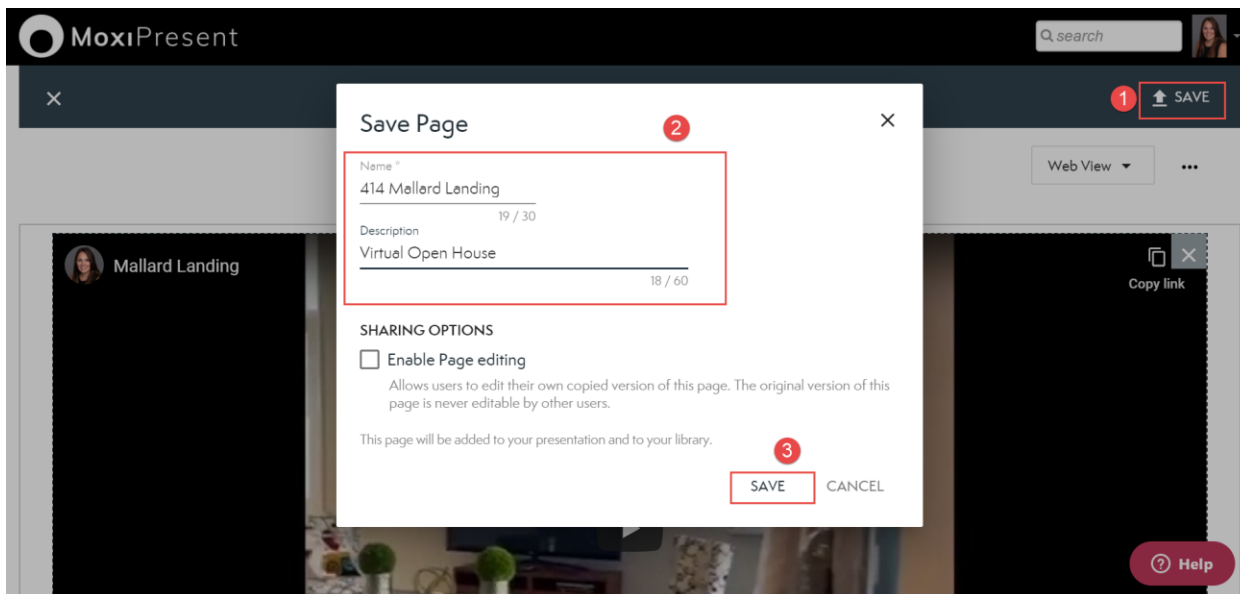 MoxiPresent
search
1
SAVE
Save Page
2
Name *
414 Mallard Landing
19 / 30
Description
Virtual Open House
18 / 60
SHARING OPTIONS
Enable Page editing
Allows users to edit their own copied version of this page. The original version of this
page is never editable by other users.
This page will be added to your presentation and to your library.
3
SAVE
CANCEL
Web View
Mallard Landing
Copy link
Help